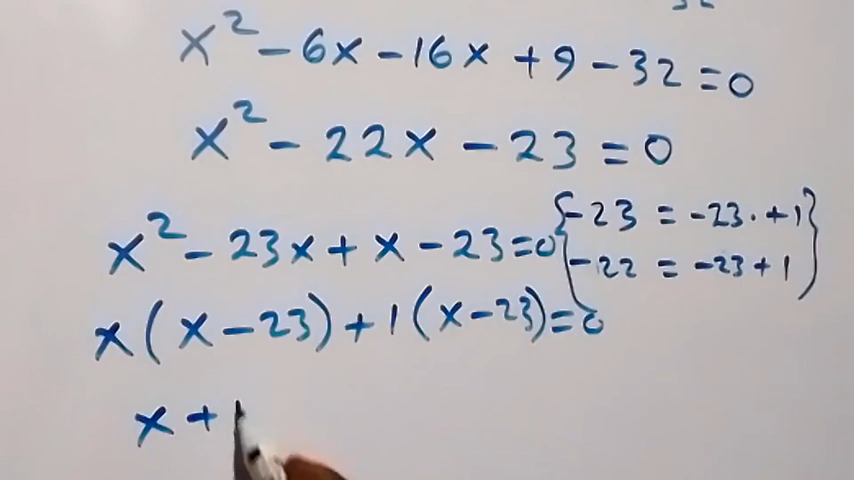 x² - 6x - 16x + 9 - 32 = 0
x² - 22x - 23 = 0
x² - 23x + x - 23 = 0 { -23 = -23 · +1 }
-22 = -23 + 1
x ( x - 23 ) + 1 ( x - 23 ) = 0
x + 1